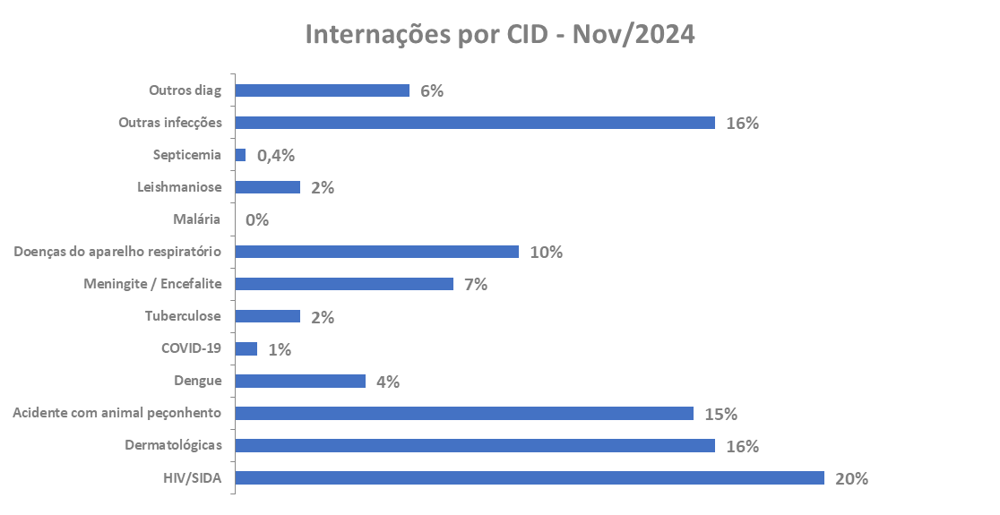 Internações por CID - Nov/2024
Outros diag 6%
Outras infecções 16%
Septicemia 0,4%
Leishmaniose 2%
Malária 0%
Doenças do aparelho respiratório 10%
Meningite / Encefalite 7%
Tuberculose 2%
COVID-19 1%
Dengue 4%
Acidente com animal peçonhento 15%
Dermatológicas 16%
HIV/SIDA 20%